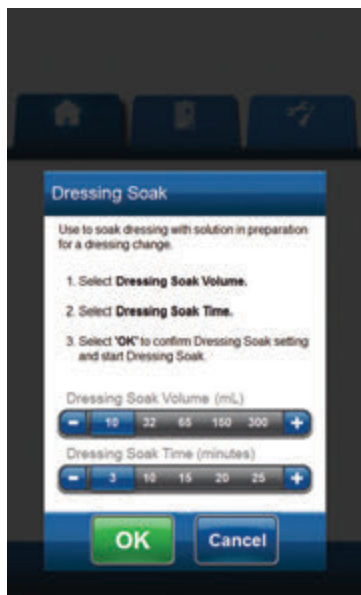 Dressing Soak
Use to soak dressing with solution in preparation
for a dressing change.
1. Select Dressing Soak Volume.
2. Select Dressing Soak Time.
3. Select 'OK' to confirm Dressing Soak setting
and start Dressing Soak.
Dressing Soak Volume (mL)
- 10 32 65 150 300 +
Dressing Soak Time (minutes)
- 3 10 15 20 25 +
OK Cancel